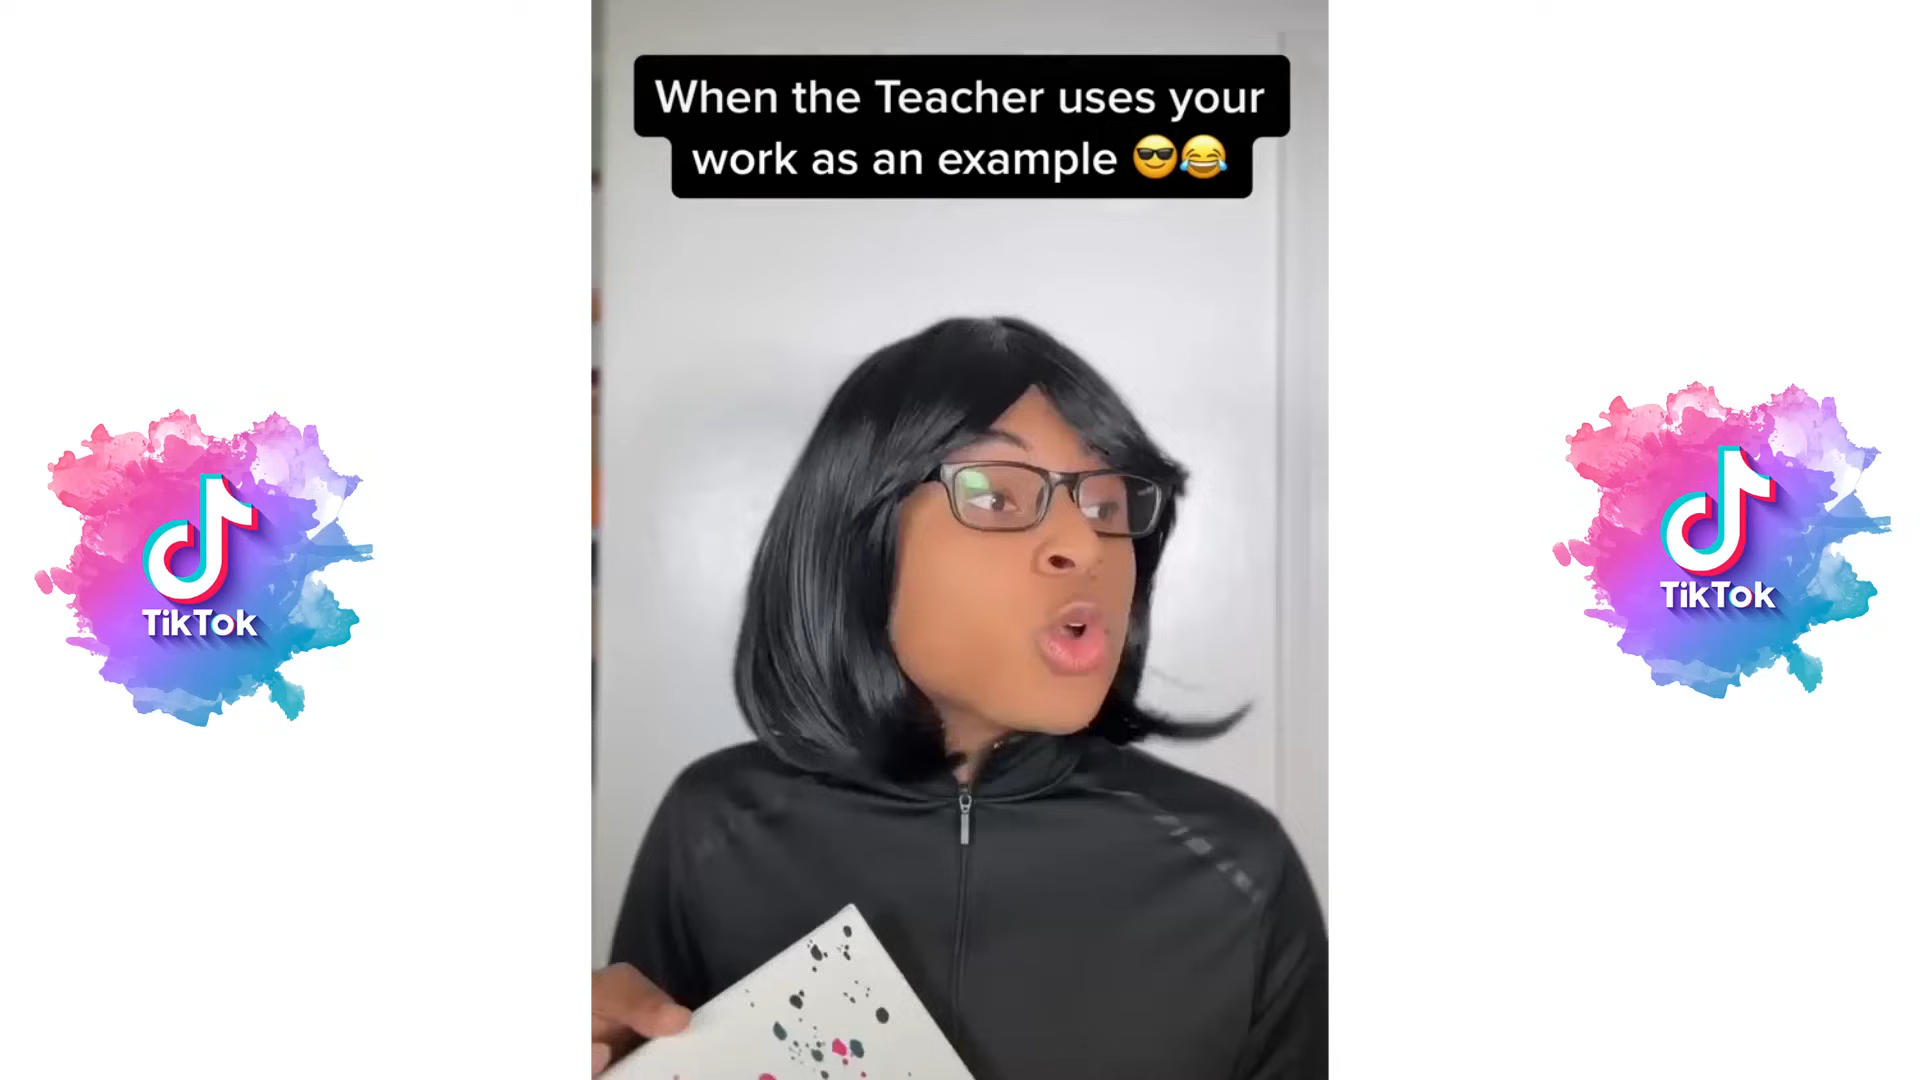 When the Teacher uses your
work as an example 😎😂
TikTok
TikTok